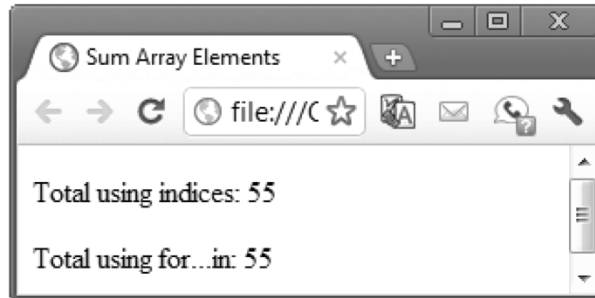 Sum Array Elements
file:///C
Total using indices: 55
Total using for...in: 55